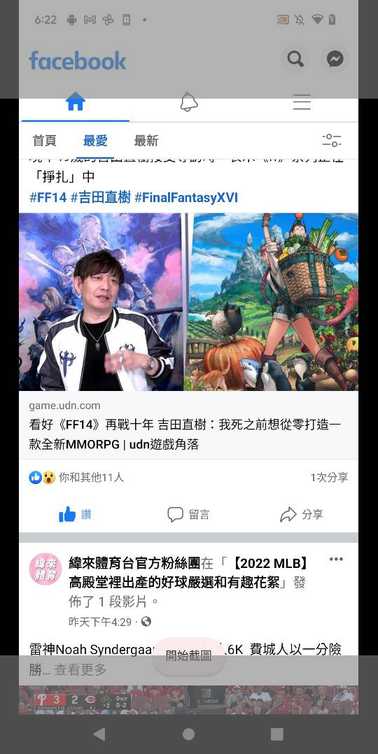 6:22
facebook
首頁
最愛
最新
「掙扎」中
#FF14 #吉田直樹 #FinalFantasyXVI
game.udn.com
看好《FF14》再戰十年 吉田直樹：我死之前想從零打造一
款全新MMORPG | udn遊戲角落
你和其他11人
1次分享
讚
留言
分享
緯來體育台官方粉絲團在「【2022 MLB】
高殿堂裡出產的好球嚴選和有趣花絮」發
佈了 1 段影片。
昨天下午4:29
雷神Noah Syndergaa
開始截圖
6K 費城人以一分險
勝... 查看更多
3 2